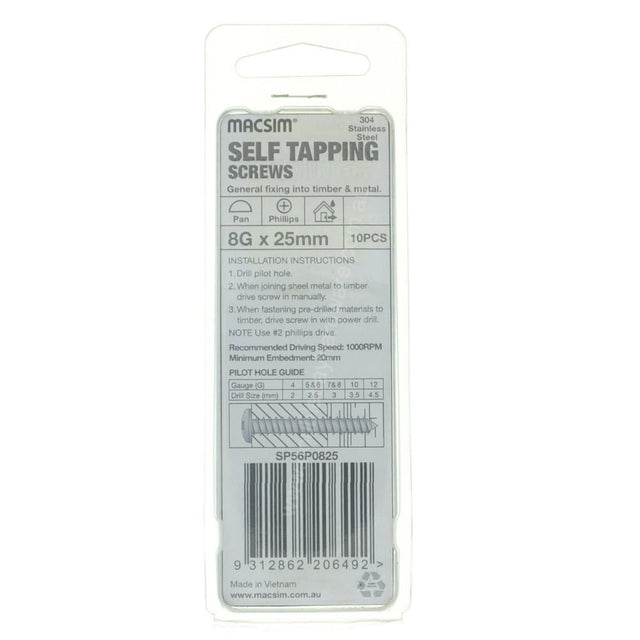 MACSIM®
304
Stainless
Steel
SELF TAPPING
SCREWS
General fixing into timber & metal.
Pan
Phillips
8G x 25mm
10PCS
INSTALLATION INSTRUCTIONS
1. Drill pilot hole.
2. When joining sheet metal to timber
drive screw in manually.
3. When fastening pre-drilled materials to
timber, drive screw in with power drill.
NOTE Use #2 phillips drive.
Recommended Driving Speed: 1000RPM
Minimum Embedment: 20mm
PILOT HOLE GUIDE
Gauge (G) 4 5 & 6 7&8 10 12
Drill Size (mm) 2 2.5 3 3.5 4.5
SP56P0825
9 312862 206492 >
Made in Vietnam
www.macsim.com.au